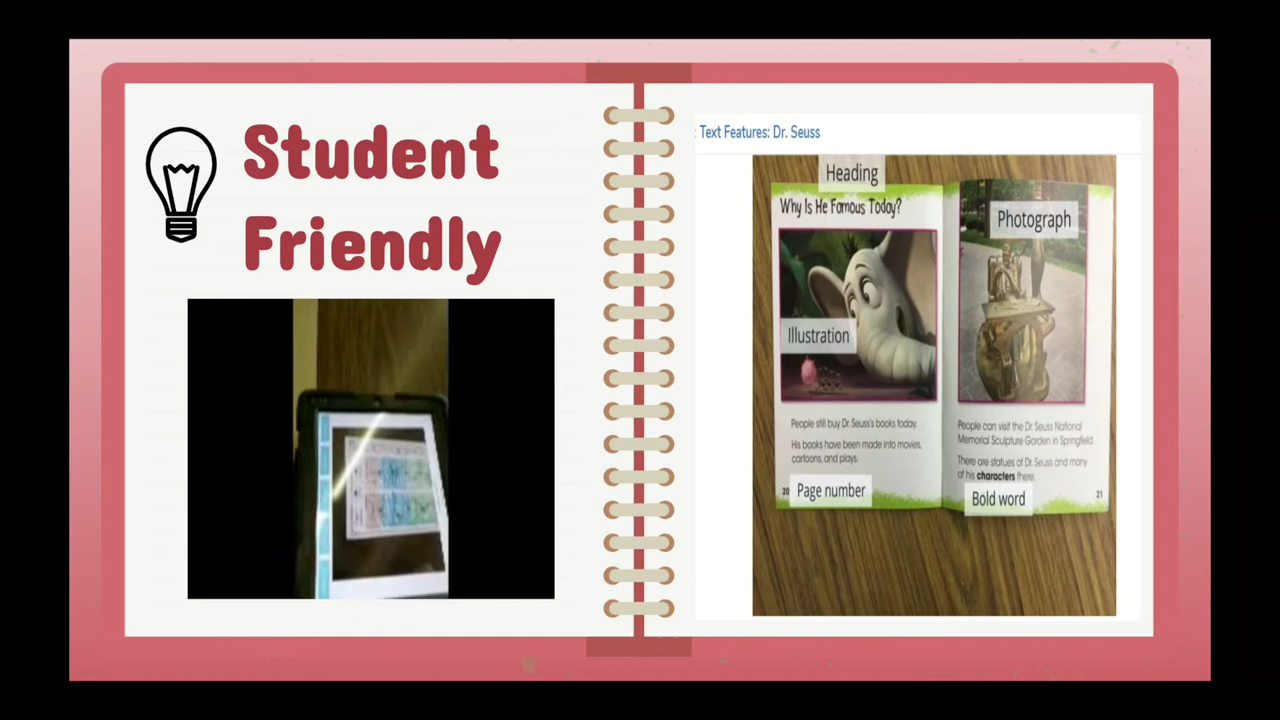 Student
Friendly
: Text Features: Dr. Seuss
Heading
Why Is He Famous Today?
Photograph
Illustration
People still buy Dr. Seuss's books today.
His books have been made into movies,
cartoons, and plays.
People can visit the Dr. Seuss National
Memorial Sculpture Garden in Springfield.
There are statues of Dr. Seuss and many
of his characters there.
20
Page number
Bold word
21